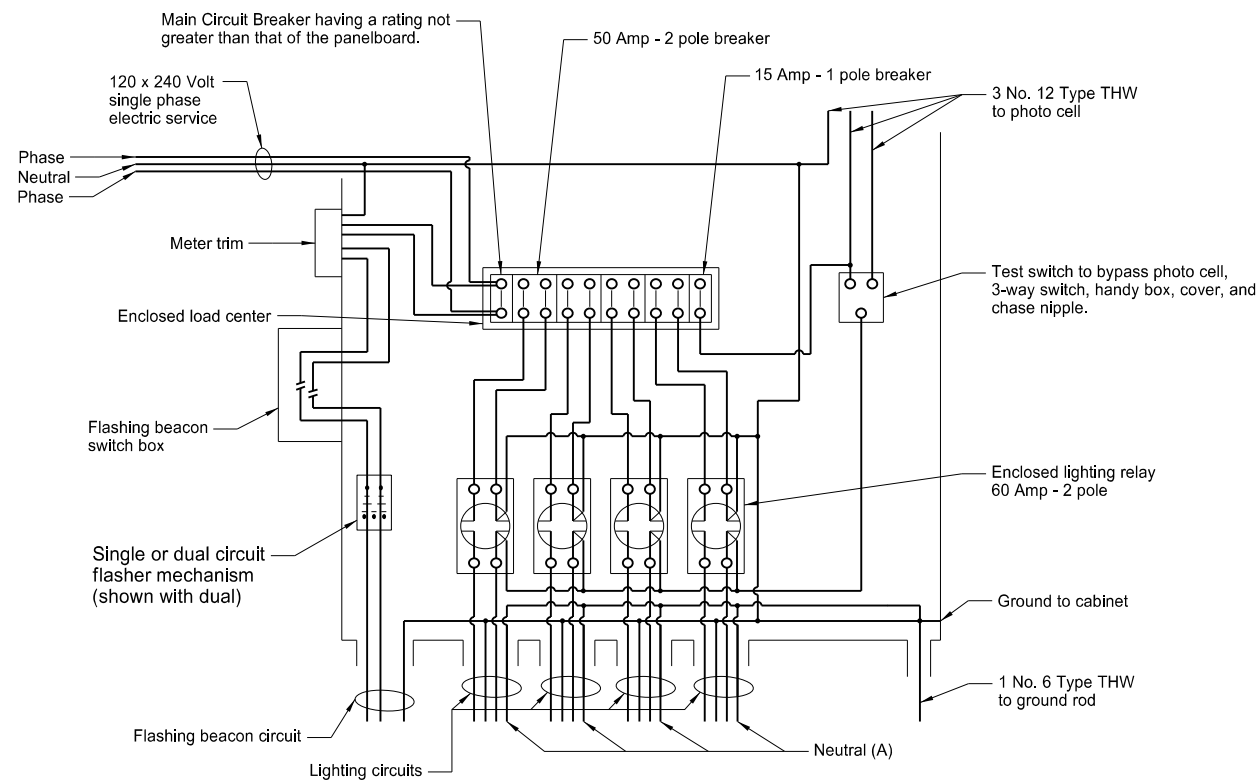 Main Circuit Breaker having a rating not
greater than that of the panelboard.
50 Amp - 2 pole breaker
15 Amp - 1 pole breaker
120 x 240 Volt
single phase
electric service
3 No. 12 Type THW
to photo cell
Phase
Neutral
Phase
Meter trim
Test switch to bypass photo cell,
3-way switch, handy box, cover, and
chase nipple.
Enclosed load center
Flashing beacon
switch box
Enclosed lighting relay
60 Amp - 2 pole
Single or dual circuit
flasher mechanism
(shown with dual)
Ground to cabinet
1 No. 6 Type THW
to ground rod
Flashing beacon circuit
Neutral (A)
Lighting circuits